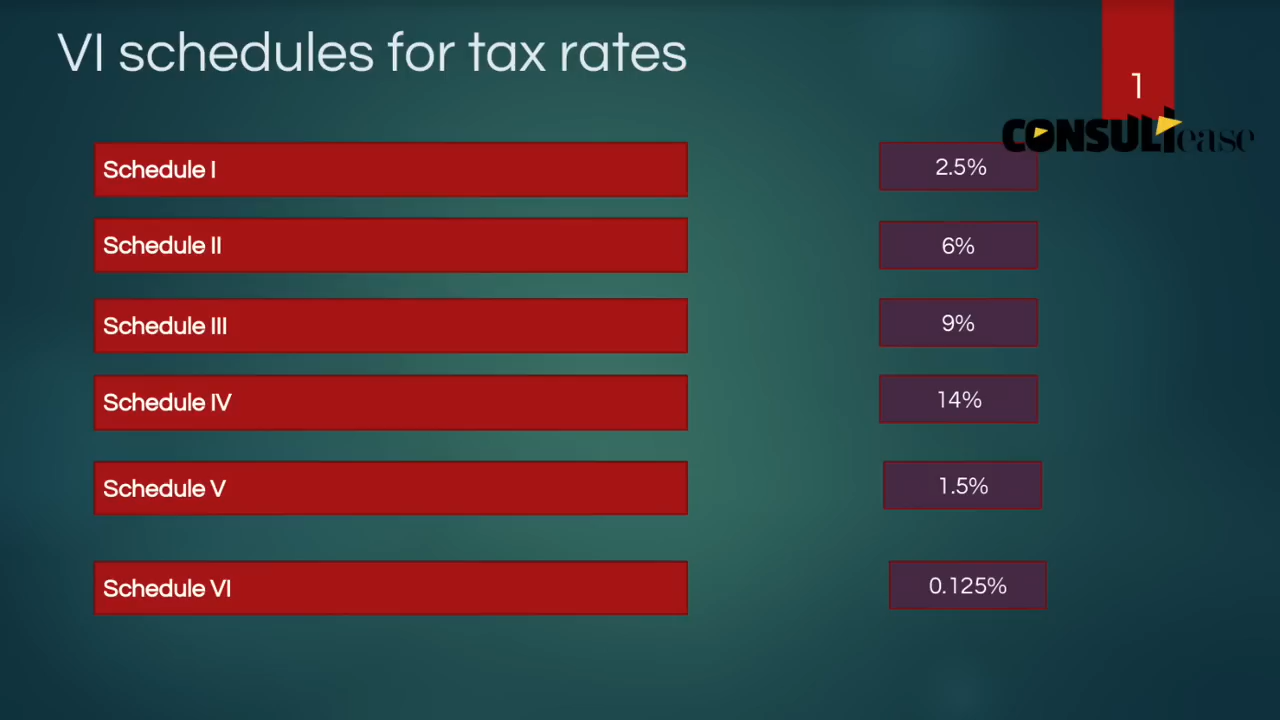 VI schedules for tax rates
1
CONSULTease
Schedule I
2.5%
Schedule II
6%
Schedule III
9%
Schedule IV
14%
Schedule V
1.5%
Schedule VI
0.125%